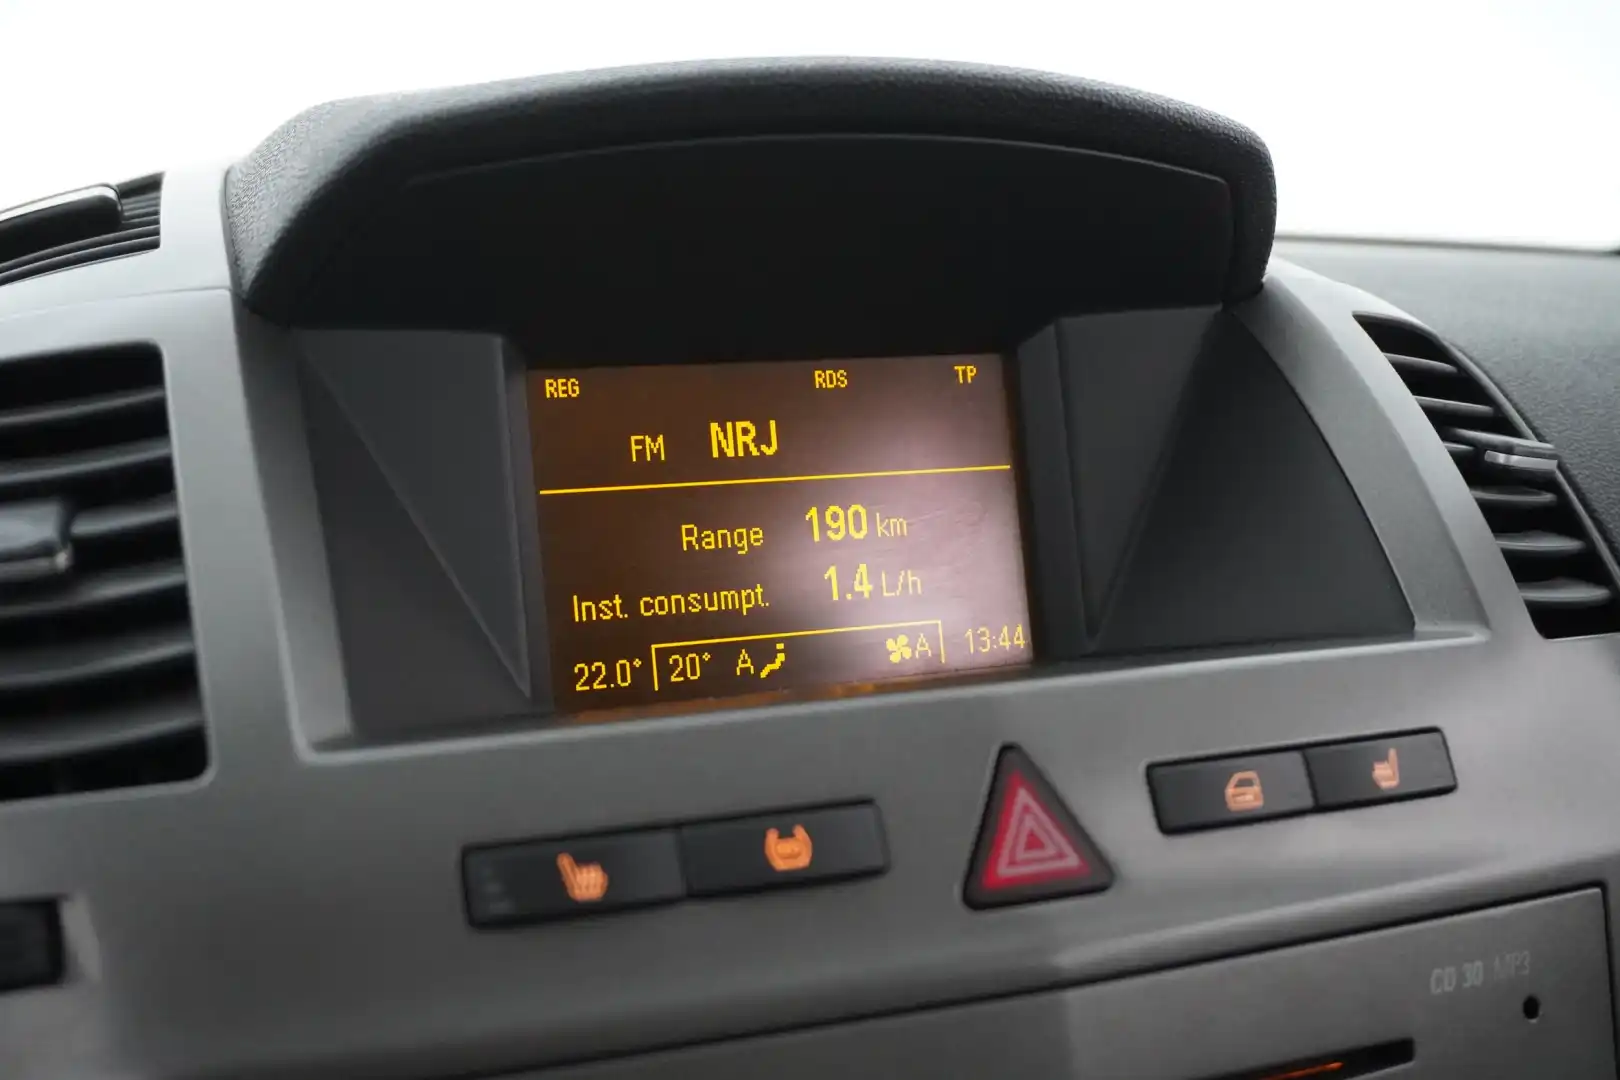 REG RDS TP
FM NRJ
Range 190 km
Inst. consumpt. 1.4 L/h
22.0° 20° A A 13:44
CD 30 MP3